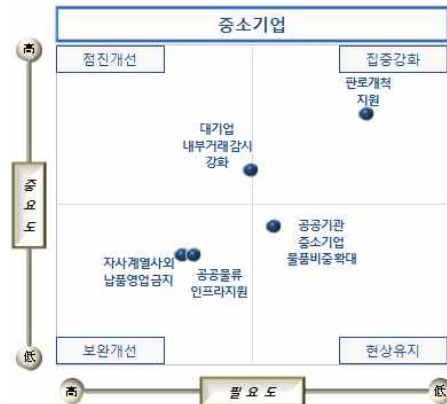 중소기업
高
점진개선
집중강화
판로개척
지원
대기업
내부거래감시
강화
중요도
공공기관
중소기업
물품비중확대
자사계열사외
납품영업금지
공공물류
인프라지원
低
보완개선
현상유지
高
필요도
低